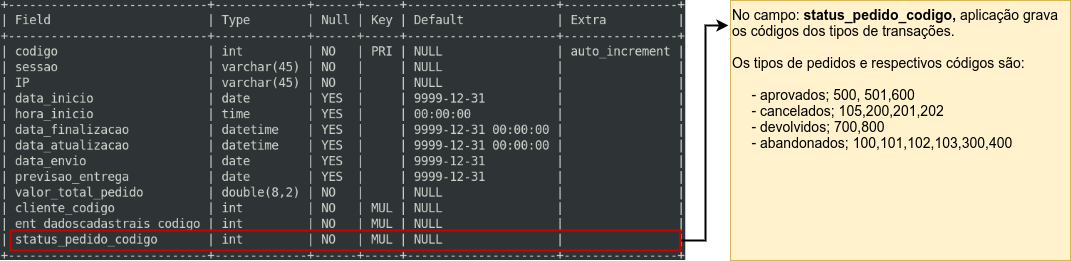 | Field | Type | Null | Key | Default | Extra |
| codigo | int | NO | PRI | NULL | auto_increment |
| sessao | varchar(45) | NO | | NULL | |
| IP | varchar(45) | NO | | NULL | |
| data_inicio | date | YES | | 9999-12-31 | |
| hora_inicio | time | YES | | 00:00:00 | |
| data_finalizacao | datetime | YES | | 9999-12-31 00:00:00 | |
| data_atualizacao | datetime | YES | | 9999-12-31 00:00:00 | |
| data_envio | date | YES | | 9999-12-31 | |
| previsao_entrega | date | YES | | 9999-12-31 | |
| valor_total_pedido | double(8,2) | NO | | NULL | |
| cliente_codigo | int | NO | MUL | NULL | |
| ent_dadoscadastrais_codigo | int | NO | MUL | NULL | |
| status_pedido_codigo | int | NO | MUL | NULL | |
No campo: status_pedido_codigo, aplicação grava
os códigos dos tipos de transações.
Os tipos de pedidos e respectivos códigos são:
- aprovados; 500, 501,600
- cancelados; 105,200,201,202
- devolvidos; 700,800
- abandonados; 100,101,102,103,300,400